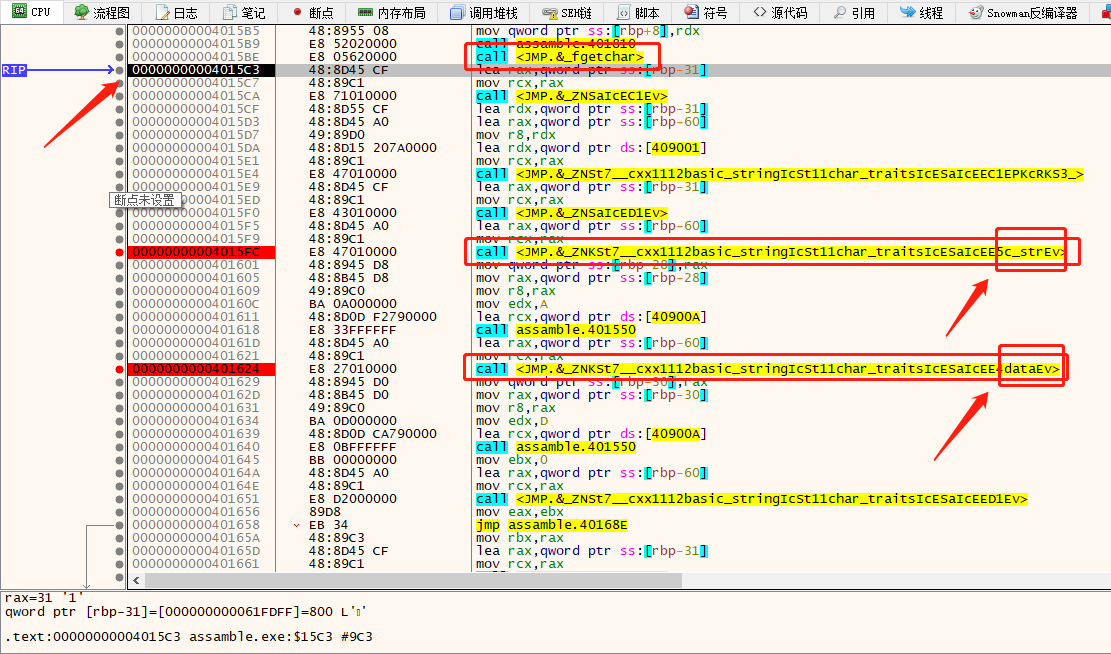 CPU 流程图 日志 笔记 断点 内存布局 调用堆栈 SEH链 脚本 符号 源代码 引用 线程 Snowman反编译器
00000000004015B5 48:8955 08 mov qword ptr ss:[rbp+8],rdx
00000000004015B9 E8 52020000 call assamble.401810
00000000004015BE E8 05620000 call <JMP.&_fgetchar>
RIP 00000000004015C3 48:8D45 CF lea rax,qword ptr ss:[rbp-31]
00000000004015C7 48:89C1 mov rcx,rax
00000000004015CA E8 71010000 call <JMP.&_ZNSaIcEC1Ev>
00000000004015CF 48:8D55 CF lea rdx,qword ptr ss:[rbp-31]
00000000004015D3 48:8D45 A0 lea rax,qword ptr ss:[rbp-60]
00000000004015D7 49:89D0 mov r8,rdx
00000000004015DA 48:8D15 207A0000 lea rdx,qword ptr ds:[409001]
00000000004015E1 48:89C1 mov rcx,rax
00000000004015E4 E8 47010000 call <JMP.&_ZNSt7__cxx1112basic_stringIcSt11char_traitsIcESaIcEEC1EPKcRKS3_>
00000000004015E9 48:8D45 CF lea rax,qword ptr ss:[rbp-31]
断点未设置 00000000004015ED 48:89C1 mov rcx,rax
00000000004015F0 E8 43010000 call <JMP.&_ZNSaIcED1Ev>
00000000004015F5 48:8D45 A0 lea rax,qword ptr ss:[rbp-60]
00000000004015F9 48:89C1 mov rcx,rax
00000000004015FC E8 47010000 call <JMP.&_ZNKSt7__cxx1112basic_stringIcSt11char_traitsIcESaIcEE5c_strEv>
0000000000401601 48:8945 D8 mov qword ptr ss:[rbp-28],rax
0000000000401605 48:8B45 D8 mov rax,qword ptr ss:[rbp-28]
0000000000401609 49:89C0 mov r8,rax
000000000040160C BA 0A000000 mov edx,A
0000000000401611 48:8D0D F2790000 lea rcx,qword ptr ds:[40900A]
0000000000401618 E8 33FFFFFF call assamble.401550
000000000040161D 48:8D45 A0 lea rax,qword ptr ss:[rbp-60]
0000000000401621 48:89C1 mov rcx,rax
0000000000401624 E8 27010000 call <JMP.&_ZNKSt7__cxx1112basic_stringIcSt11char_traitsIcESaIcEE4dataEv>
0000000000401629 48:8945 D0 mov qword ptr ss:[rbp-30],rax
000000000040162D 48:8B45 D0 mov rax,qword ptr ss:[rbp-30]
0000000000401631 49:89C0 mov r8,rax
0000000000401634 BA 0D000000 mov edx,D
0000000000401639 48:8D0D CA790000 lea rcx,qword ptr ds:[40900A]
0000000000401640 E8 0BFFFFFF call assamble.401550
0000000000401645 BB 00000000 mov ebx,0
000000000040164A 48:8D45 A0 lea rax,qword ptr ss:[rbp-60]
000000000040164E 48:89C1 mov rcx,rax
0000000000401651 E8 D2000000 call <JMP.&_ZNSt7__cxx1112basic_stringIcSt11char_traitsIcESaIcEED1Ev>
0000000000401656 89D8 mov eax,ebx
0000000000401658 EB 34 jmp assamble.40168E
000000000040165A 48:89C3 mov rbx,rax
000000000040165D 48:8D45 CF lea rax,qword ptr ss:[rbp-31]
0000000000401661 48:89C1 mov rcx,rax
rax=31 '1'
qword ptr [rbp-31]=[000000000061FDFF]=800 L'
.text:00000000004015C3 assamble.exe:$15C3 #9C3